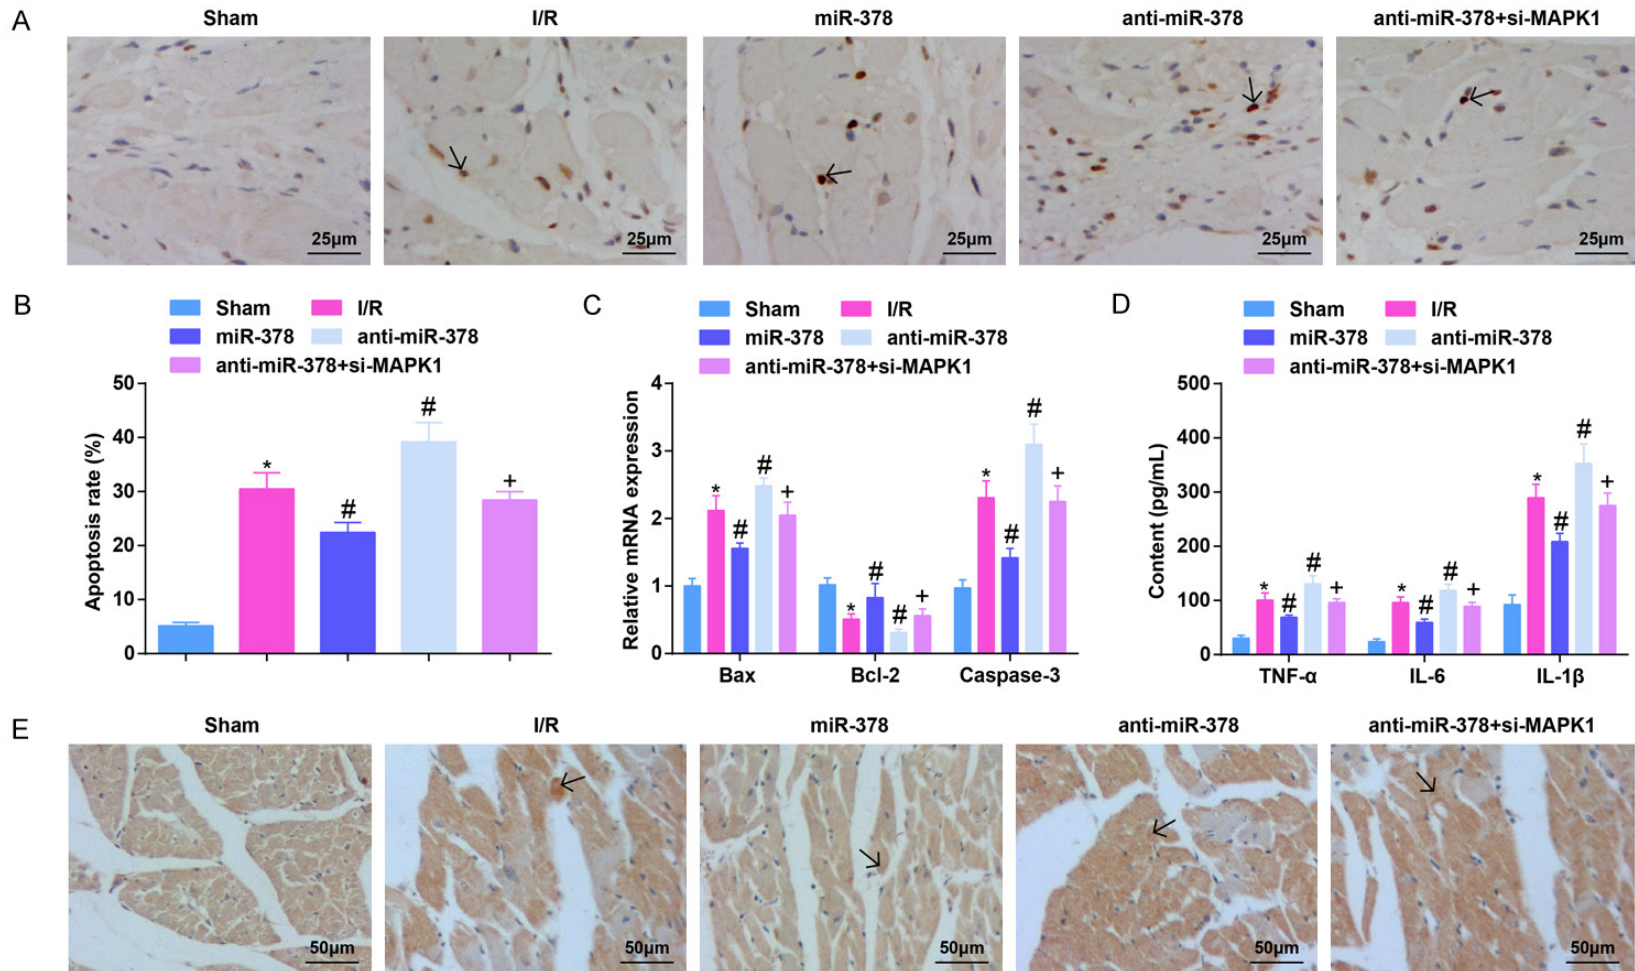 A
Sham I/R miR-378 anti-miR-378 anti-miR-378+si-MAPK1
25μm 25μm 25μm 25μm 25μm
B
Sham I/R
miR-378 anti-miR-378
anti-miR-378+si-MAPK1
Apoptosis rate (%)
50
40
30
20
10
0
* # # +
C
Sham I/R
miR-378 anti-miR-378
anti-miR-378+si-MAPK1
Relative mRNA expression
4
3
2
1
0
* # # +
* # # +
* # # +
Bax Bcl-2 Caspase-3
D
Sham I/R
miR-378 anti-miR-378
anti-miR-378+si-MAPK1
Content (pg/mL)
500
400
300
200
100
0
* # # +
* # # +
* # # +
TNF-α IL-6 IL-1β
E
Sham I/R miR-378 anti-miR-378 anti-miR-378+si-MAPK1
50μm 50μm 50μm 50μm 50μm